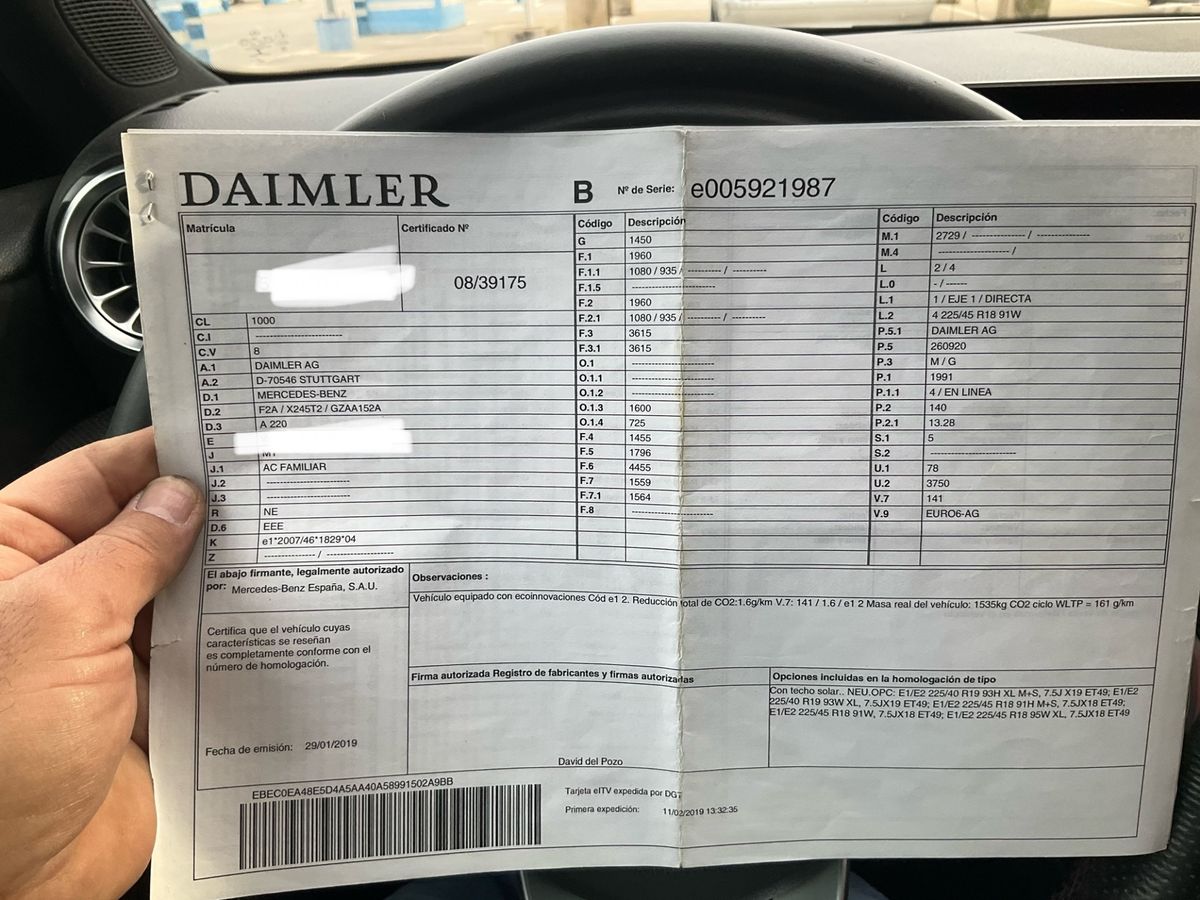 DAIMLER
B Nº de Serie: e005921987
Matrícula
Certificado Nº
08/39175
CL 1000
C.I --------------------------
C.V 8
A.1 DAIMLER AG
A.2 D-70546 STUTTGART
D.1 MERCEDES-BENZ
D.2 F2A / X245T2 / GZAA152A
D.3 A 220
E
J M1
J.1 AC FAMILIAR
J.2 -------------------------
J.3 -------------------------
R NE
D.6 EEE
K e1*2007/46*1829*04
Z --------------- / --------------------
Código Descripción
G 1450
F.1 1960
F.1.1 1080 / 935 / ---------- / ----------
F.1.5 -------------------------
F.2 1960
F.2.1 1080 / 935 / ---------- / ----------
F.3 3615
F.3.1 3615
O.1 -------------------------
O.1.1 -------------------------
O.1.2 -------------------------
O.1.3 1600
O.1.4 725
F.4 1455
F.5 1796
F.6 4455
F.7 1559
F.7.1 1564
F.8 -------------------------
Código Descripción
M.1 2729 / --------------- / ---------------
M.4 -------------------- /
L 2 / 4
L.0 - / ------
L.1 1 / EJE 1 / DIRECTA
L.2 4 225/45 R18 91W
P.5.1 DAIMLER AG
P.5 260920
P.3 M / G
P.1 1991
P.1.1 4 / EN LINEA
P.2 140
P.2.1 13.28
S.1 5
S.2 -------------------------
U.1 78
U.2 3750
V.7 141
V.9 EURO6-AG
El abajo firmante, legalmente autorizado
por: Mercedes-Benz España, S.A.U.
Certifica que el vehículo cuyas
características se reseñan
es completamente conforme con el
número de homologación.
Fecha de emisión: 29/01/2019
Observaciones :
Vehículo equipado con ecoinnovaciones Cód e1 2. Reducción total de CO2:1.6g/km V.7: 141 / 1.6 / e1 2 Masa real del vehículo: 1535kg CO2 ciclo WLTP = 161 g/km
Firma autorizada Registro de fabricantes y firmas autorizadas
David del Pozo
Opciones incluidas en la homologación de tipo
Con techo solar.. NEU.OPC: E1/E2 225/40 R19 93H XL M+S, 7.5J X19 ET49; E1/E2
225/40 R19 93W XL, 7.5JX19 ET49; E1/E2 225/45 R18 91H M+S, 7.5JX18 ET49;
E1/E2 225/45 R18 91W, 7.5JX18 ET49; E1/E2 225/45 R18 95W XL, 7.5JX18 ET49
EBEC0EA48E5D4A5AA40A58991502A9BB
Tarjeta eITV expedida por DGT
Primera expedición: 11/02/2019 13:32:35